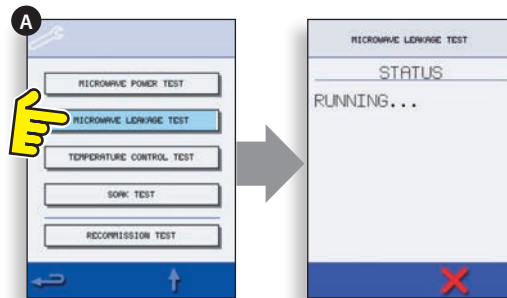 A
MICROWAVE POWER TEST
MICROWAVE LEAKAGE TEST
TEMPERATURE CONTROL TEST
SOAK TEST
RECOMMISSION TEST
MICROWAVE LEAKAGE TEST
STATUS
RUNNING...